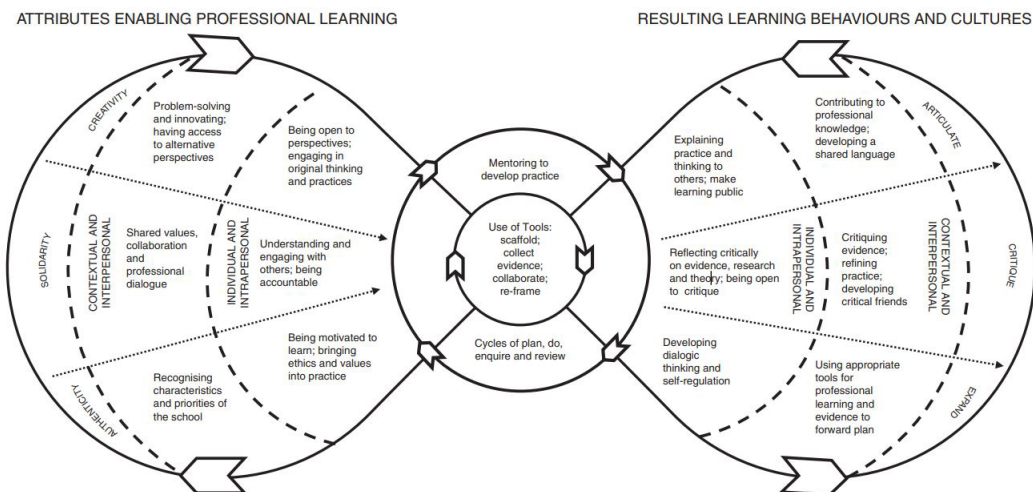 ATTRIBUTES ENABLING PROFESSIONAL LEARNING
RESULTING LEARNING BEHAVIOURS AND CULTURES
CREATIVITY
Problem-solving
and innovating;
having access
to alternative
perspectives
Being open to
perspectives;
engaging in
original thinking
and practices
SOLIDARITY
CONTEXTUAL AND
INTERPERSONAL
Shared values,
collaboration
and
professional
dialogue
INDIVIDUAL AND
INTRAPERSONAL
Understanding and
engaging with
others; being
accountable
AUTHENTICITY
Recognising
characteristics
and priorities of
the school
Being motivated to
learn; bringing
ethics and values
into practice
Mentoring to
develop practice
Use of Tools:
scaffold;
collect
evidence;
collaborate;
re-frame
Cycles of plan, do,
enquire and review
Explaining
practice and
thinking to
others; make
learning public
Contributing to
professional
knowledge;
developing a
shared language
ARTICULATE
Reflecting critically
on evidence, research
and theory; being open
to critique
INDIVIDUAL AND
INTRAPERSONAL
Critiquing
evidence;
refining
practice;
developing
critical friends
CONTEXTUAL AND
INTERPERSONAL
CRITIQUE
Developing
dialogic
thinking and
self-regulation
Using appropriate
tools for
professional
learning and
evidence to
forward plan
EXPAND